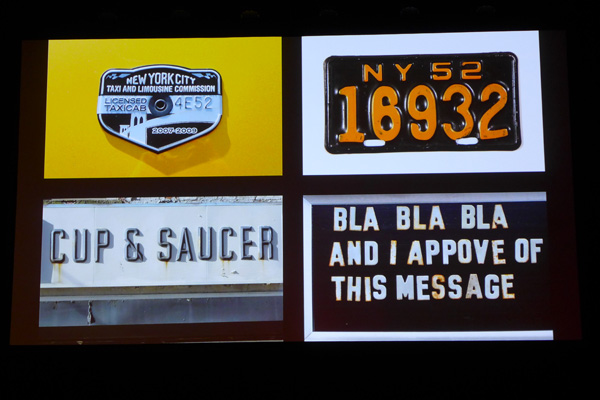 NEW YORK CITY
TAXI AND LIMOUSINE COMMISSION
LICENSED
TAXICAB
4E52
2007-2009
NY 52
16932
CUP & SAUCER
BLA BLA BLA
AND I APPOVE OF
THIS MESSAGE